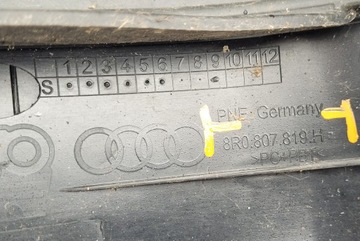 1 2 3 4 5 6 7 8 9 10 11 12
S
PNE Germany
8R0.807.819.H